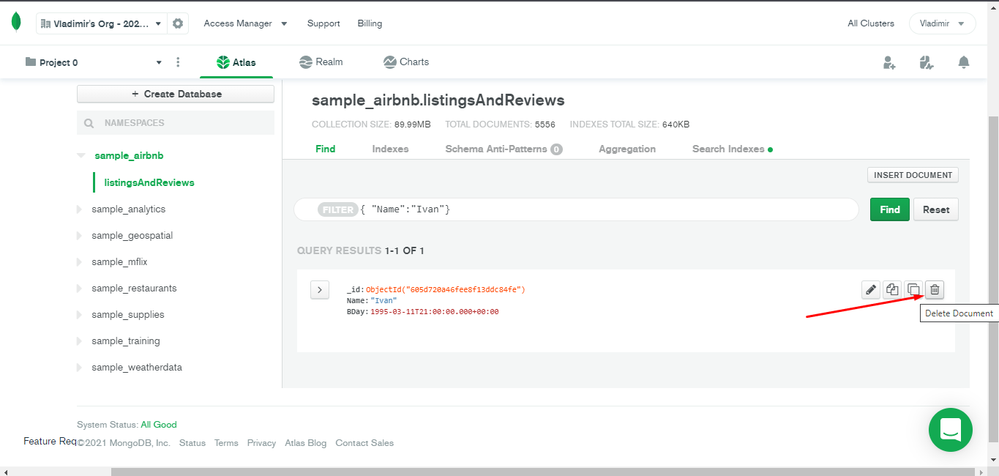 Vladimir's Org - 202...
Access Manager
Support
Billing
All Clusters
Vladimir
Project 0
Atlas
Realm
Charts
+ Create Database
NAMESPACES
sample_airbnb
listingsAndReviews
sample_analytics
sample_geospatial
sample_mflix
sample_restaurants
sample_supplies
sample_training
sample_weatherdata
sample_airbnb.listingsAndReviews
COLLECTION SIZE: 89.99MB TOTAL DOCUMENTS: 5556 INDEXES TOTAL SIZE: 640KB
Find
Indexes
Schema Anti-Patterns 0
Aggregation
Search Indexes
INSERT DOCUMENT
FILTER { "Name":"Ivan"}
Find
Reset
QUERY RESULTS 1-1 OF 1
_id: ObjectId("605d720a46fee8f13ddc84fe")
Name: "Ivan"
BDay: 1995-03-11T21:00:00.000+00:00
Delete Document
System Status: All Good
Feature Req
©2021 MongoDB, Inc. Status Terms Privacy Atlas Blog Contact Sales